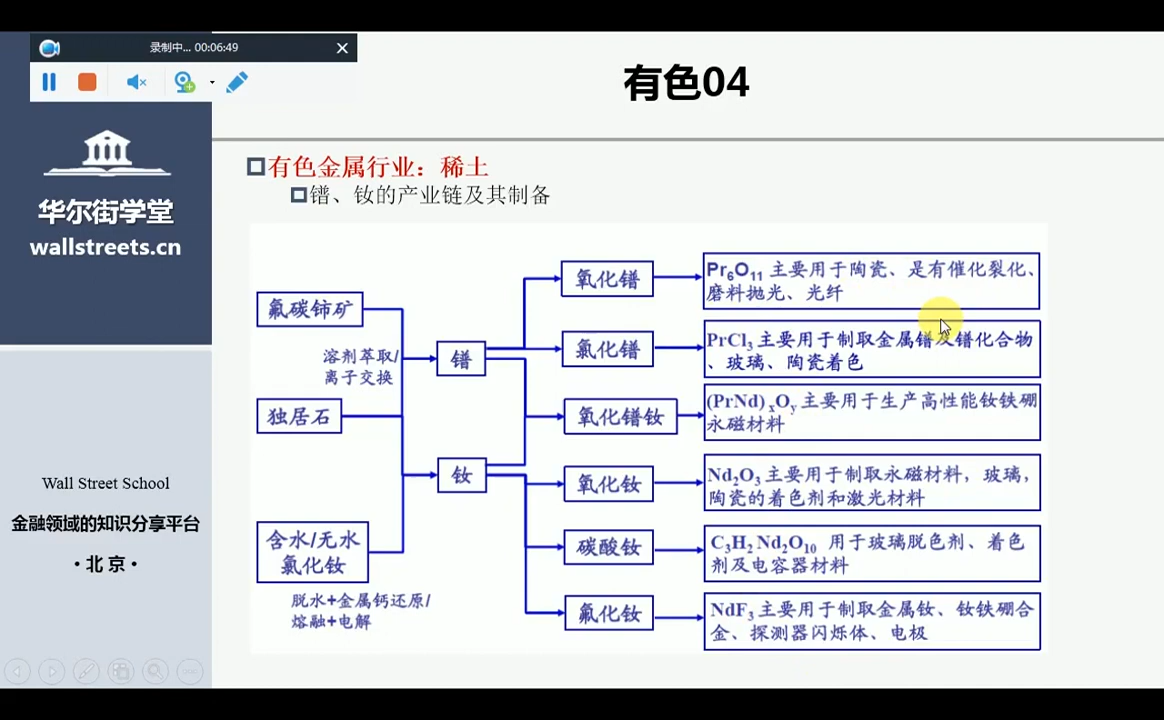 录制中... 00:06:49
有色04
华尔街学堂
wallstreets.cn
Wall Street School
金融领域的知识分享平台
·北京·
有色金属行业：稀土
镨、钕的产业链及其制备
氟碳铈矿
溶剂萃取/
离子交换
独居石
含水/无水
氯化钕
脱水+金属钙还原/
熔融+电解
镨
钕
氧化镨
Pr6O11 主要用于陶瓷、是有催化裂化、
磨料抛光、光纤
氯化镨
PrCl3 主要用于制取金属镨及镨化合物
、玻璃、陶瓷着色
氧化镨钕
(PrNd)xOy 主要用于生产高性能钕铁硼
永磁材料
氧化钕
Nd2O3 主要用于制取永磁材料，玻璃，
陶瓷的着色剂和激光材料
碳酸钕
C3H2 Nd2O10 用于玻璃脱色剂、着色
剂及电容器材料
氟化钕
NdF3 主要用于制取金属钕、钕铁硼合
金、探测器闪烁体、电极